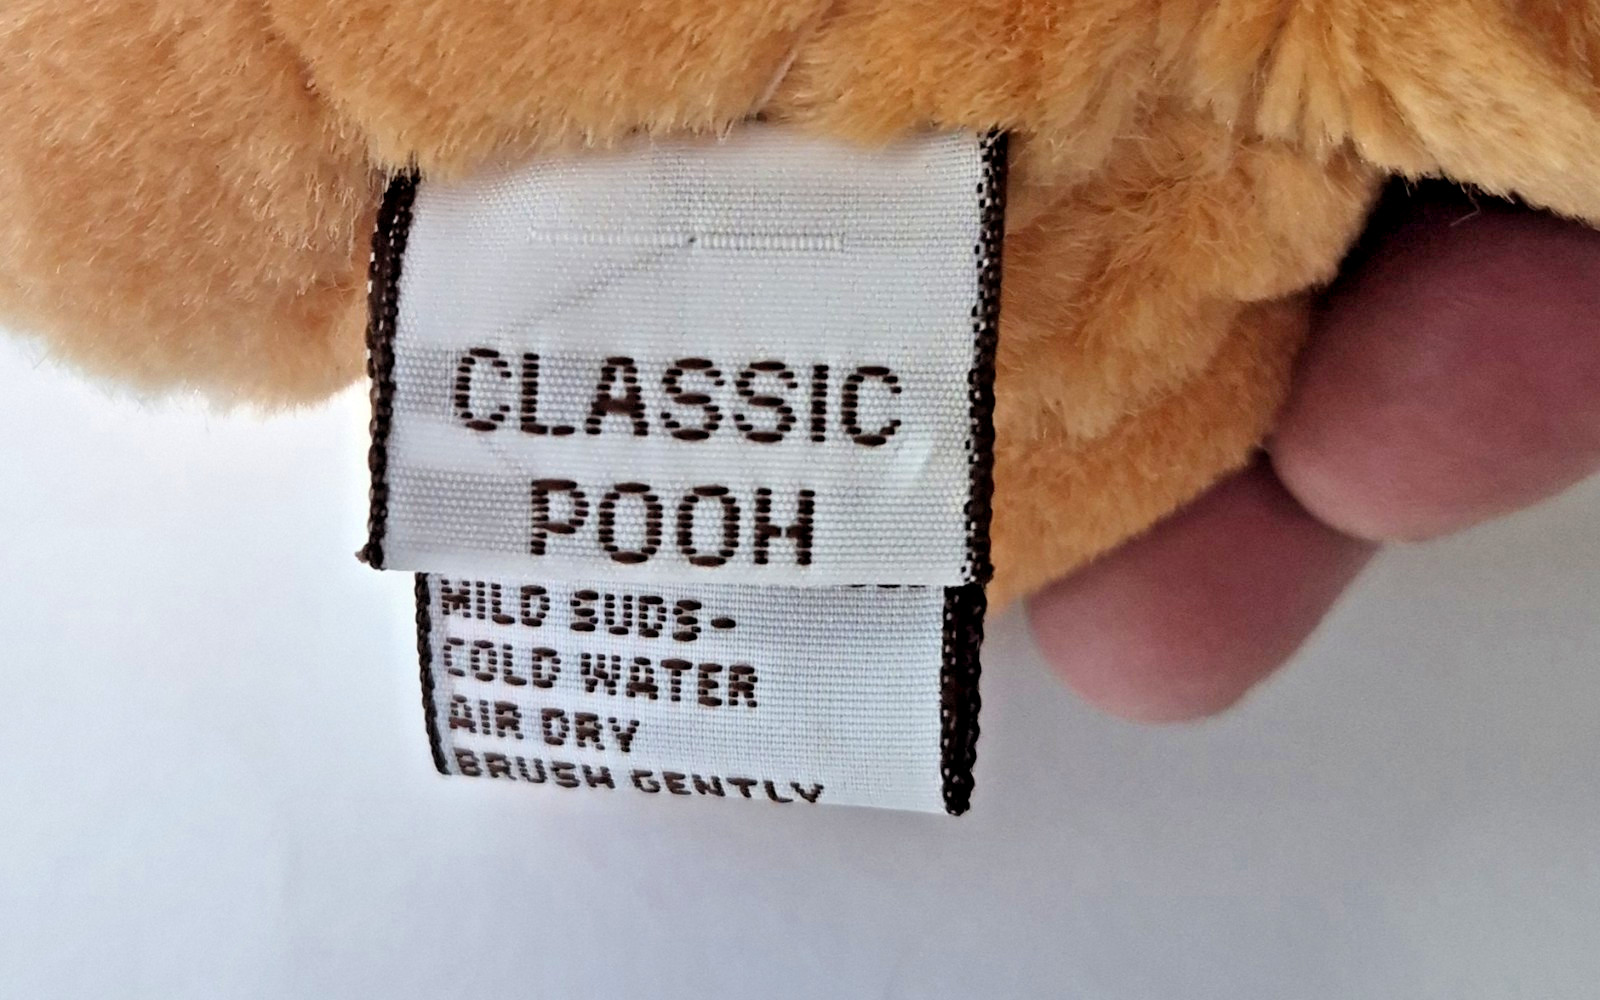 CLASSIC
POOH
MILD SUDS-
COLD WATER
AIR DRY
BRUSH GENTLY